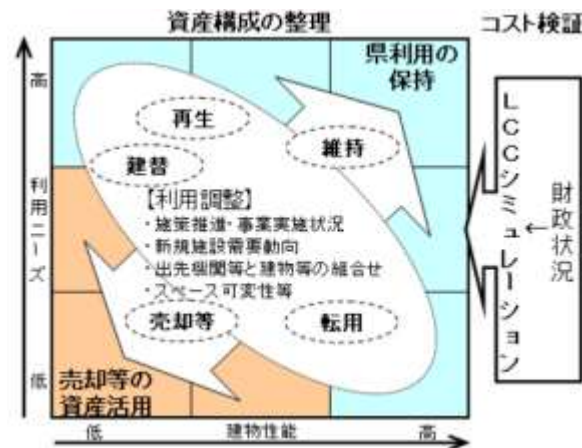 資産構成の整理
コスト検証
高
利用ニーズ
低
県利用の
保持
再生
維持
建替
【利用調整】
・施策推進・事業実施状況
・新規施設需要動向
・出先機関等と建物等の組合せ
・スペース可変性等
売却等
転用
売却等の
資産活用
低
建物性能
高
LCCシミュレーション
←
財政状況